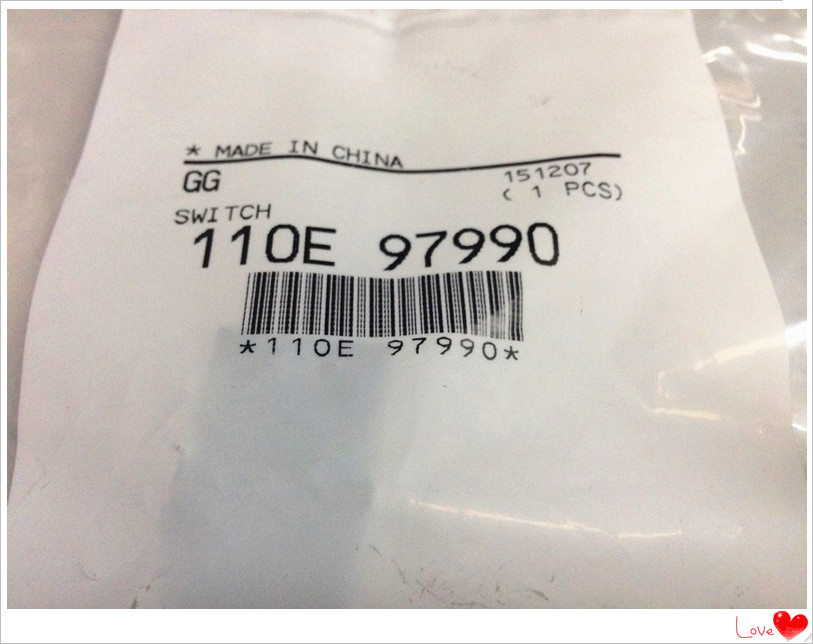 * MADE IN CHINA
GG
151207
( 1 PCS)
SWITCH
110E 97990
*110E 97990*
Love